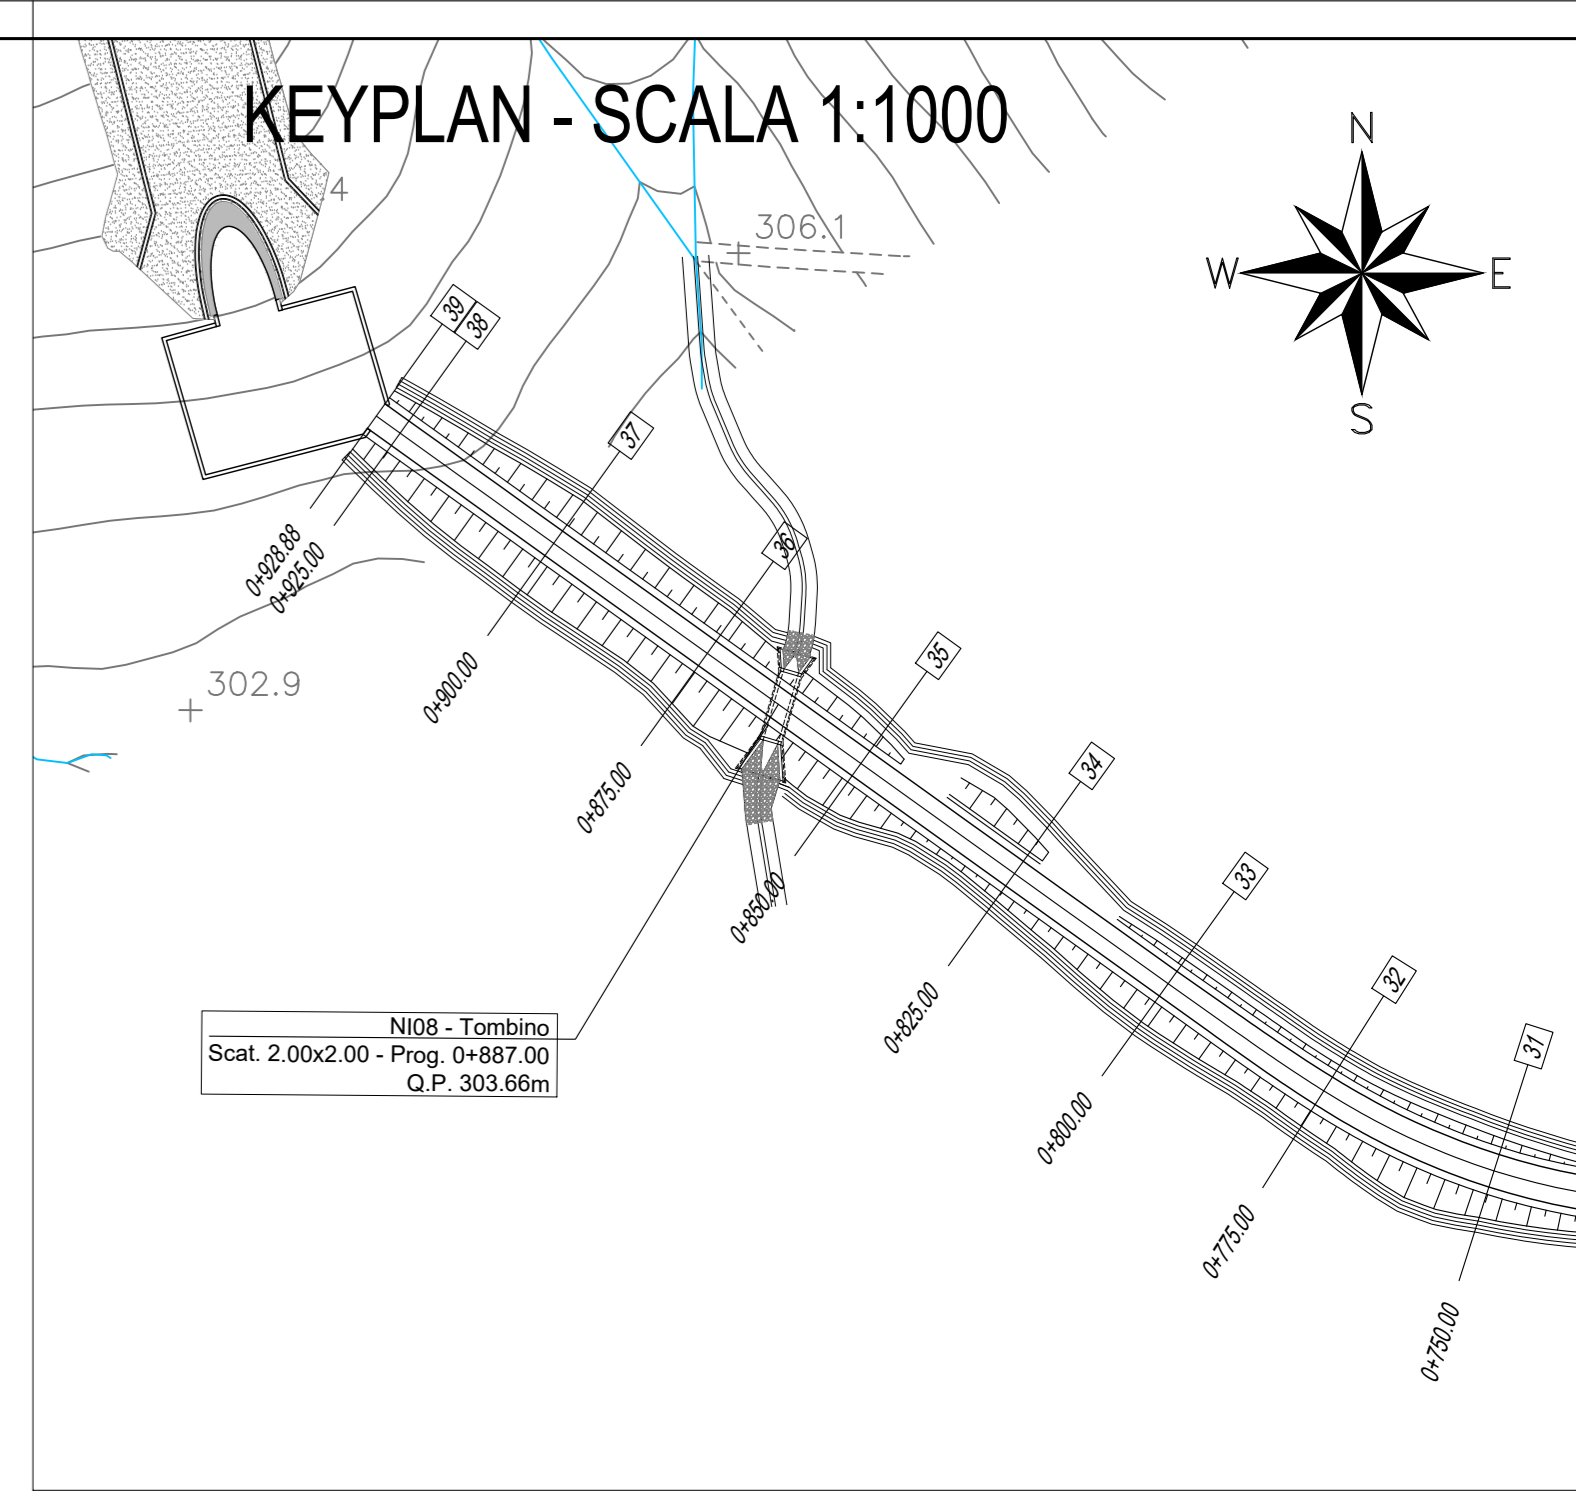 KEYPLAN - SCALA 1:1000
N
W
E
S
4
306.1
302.9
39
38
37
36
35
34
33
32
31
0+928.88
0+925.00
0+900.00
0+875.00
0+850.00
0+825.00
0+800.00
0+775.00
0+750.00
NI08 - Tombino
Scat. 2.00x2.00 - Prog. 0+887.00
Q.P. 303.66m